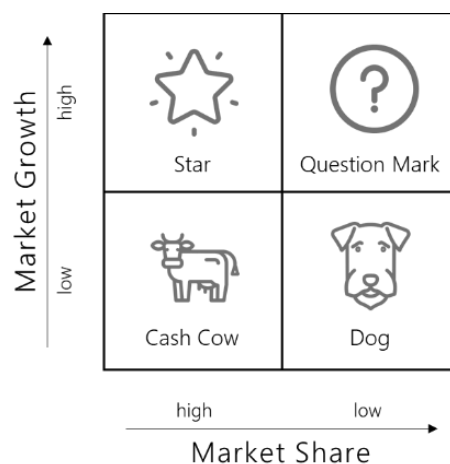 Market Growth
high
low
?
Star
Question Mark
Cash Cow
Dog
high
low
Market Share